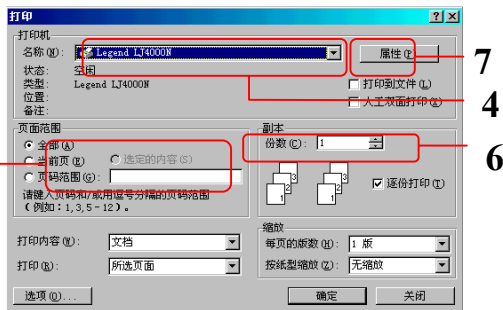 打印
打印机
名称(N): Legend LJ4000N
属性(P)
7
状态: 空闲
类型: Legend LJ4000N
打印到文件(L)
位置:
人工双面打印(X)
4
备注:
页面范围
副本
全部(A)
份数(C): 1
6
当前页(E)
选定的内容(S)
页码范围(G):
请键入页码和/或用逗号分隔的页码范围
(例如:1,3,5-12)。
3
2
1
3
2
1
逐份打印(T)
缩放
打印内容(W): 文档
每页的版数(H): 1 版
打印(R): 所选页面
按纸型缩放(Z): 无缩放
选项(O)...
确定
关闭